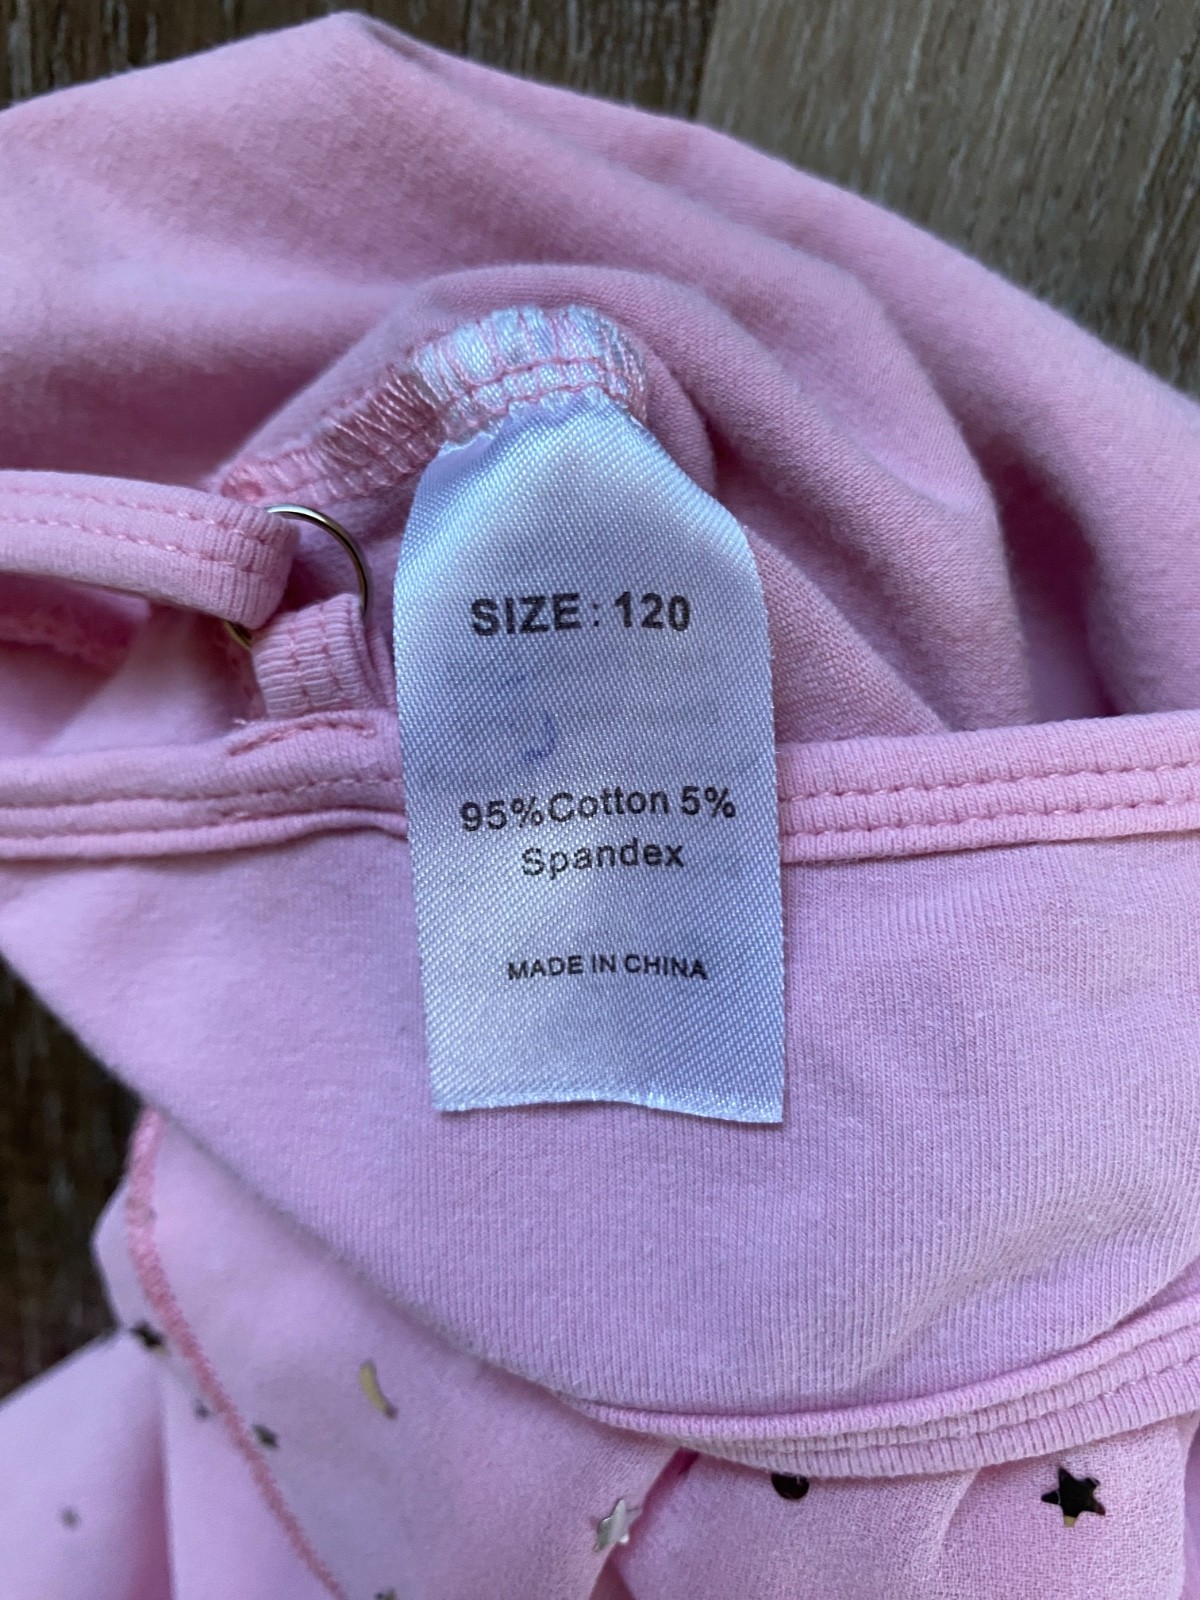 SIZE: 120
95%Cotton 5%
Spandex
MADE IN CHINA